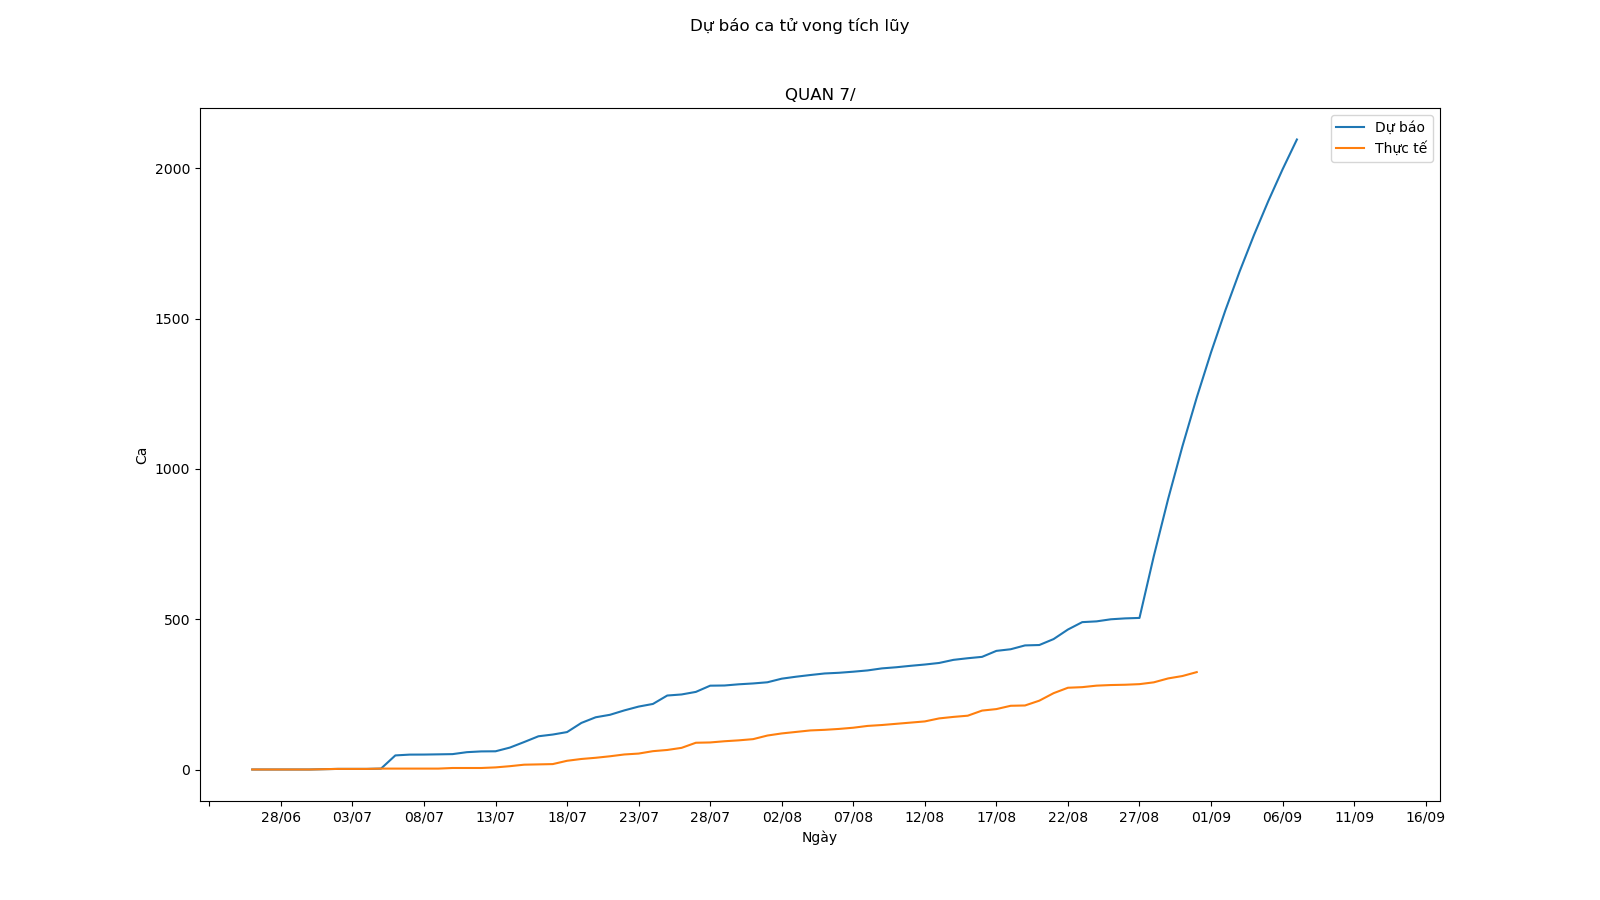 Dự báo ca tử vong tích lũy
QUAN 7/
Dự báo
Thực tế
2000
1500
1000
500
0
Ca
28/06 03/07 08/07 13/07 18/07 23/07 28/07 02/08 07/08 12/08 17/08 22/08 27/08 01/09 06/09 11/09 16/09
Ngày